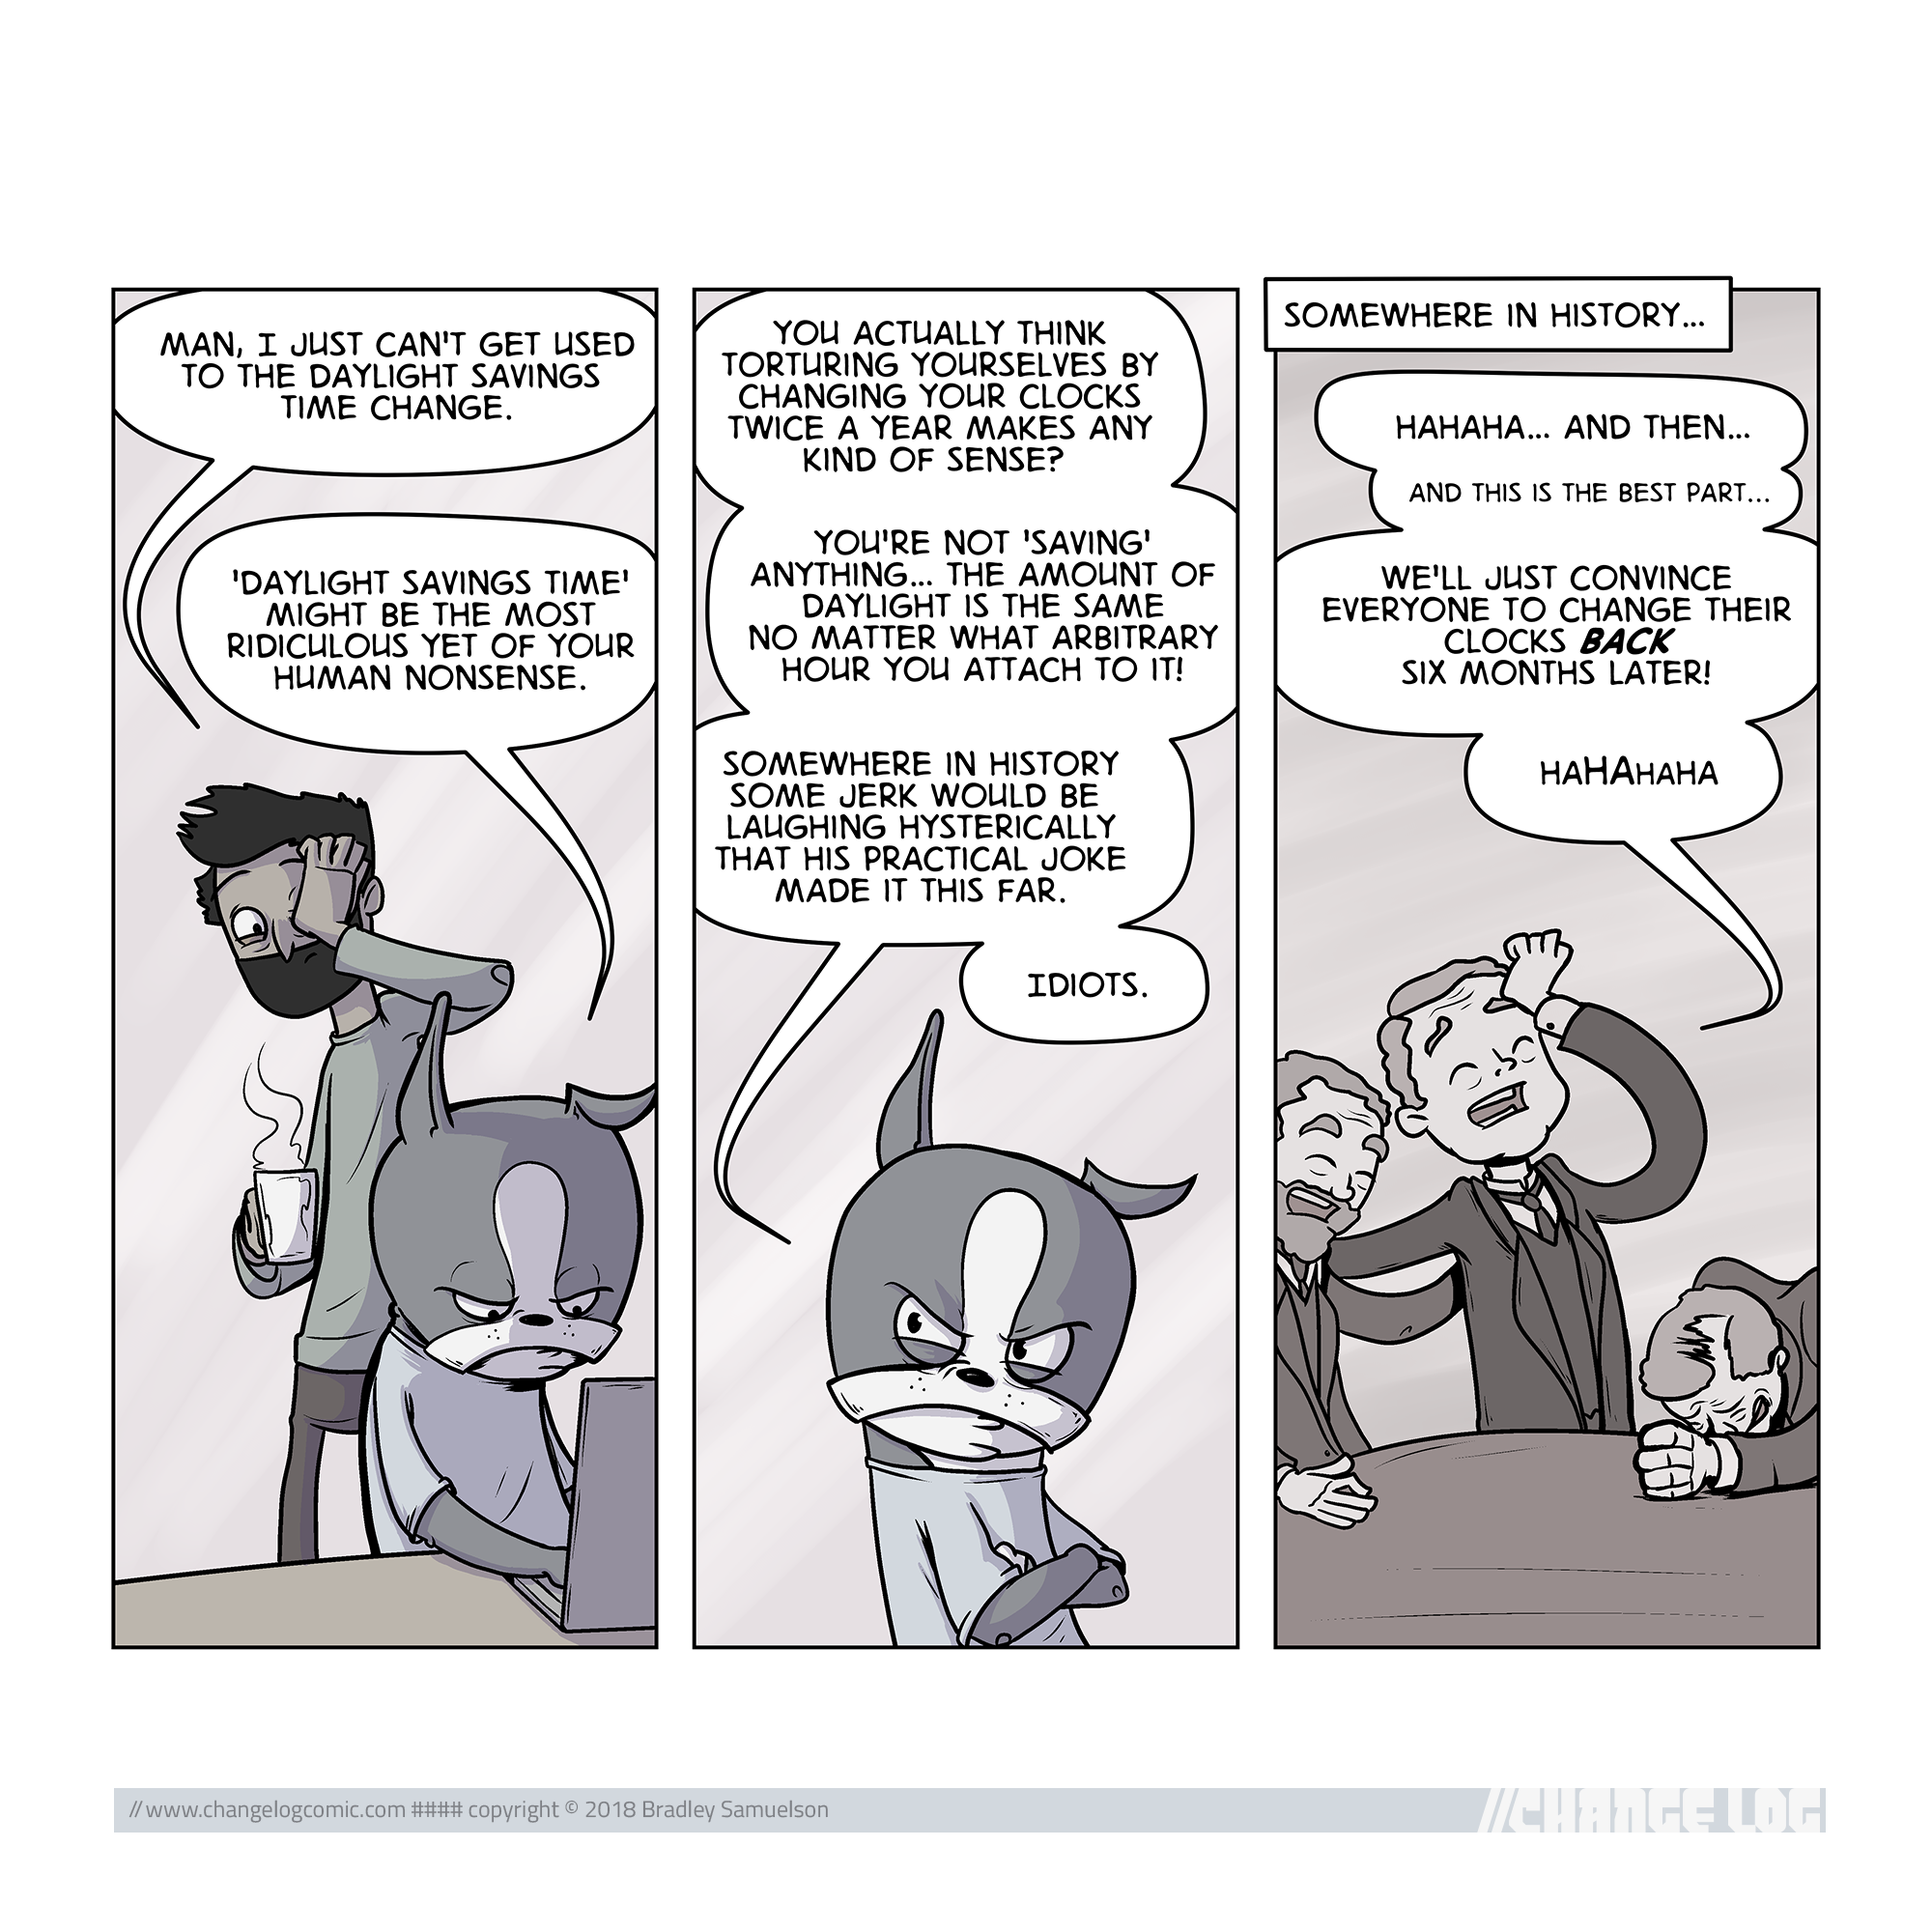 MAN, I JUST CAN'T GET USED
TO THE DAYLIGHT SAVINGS
TIME CHANGE.
'DAYLIGHT SAVINGS TIME'
MIGHT BE THE MOST
RIDICULOUS YET OF YOUR
HUMAN NONSENSE.
YOU ACTUALLY THINK
TORTURING YOURSELVES BY
CHANGING YOUR CLOCKS
TWICE A YEAR MAKES ANY
KIND OF SENSE?
YOU'RE NOT 'SAVING'
ANYTHING... THE AMOUNT OF
DAYLIGHT IS THE SAME
NO MATTER WHAT ARBITRARY
HOUR YOU ATTACH TO IT!
SOMEWHERE IN HISTORY
SOME JERK WOULD BE
LAUGHING HYSTERICALLY
THAT HIS PRACTICAL JOKE
MADE IT THIS FAR.
IDIOTS.
SOMEWHERE IN HISTORY...
HAHAHA... AND THEN...
AND THIS IS THE BEST PART...
WE'LL JUST CONVINCE
EVERYONE TO CHANGE THEIR
CLOCKS BACK
SIX MONTHS LATER!
HAHAHAHA
//www.changelogcomic.com #### copyright © 2018 Bradley Samuelson
//CHANGE LOG